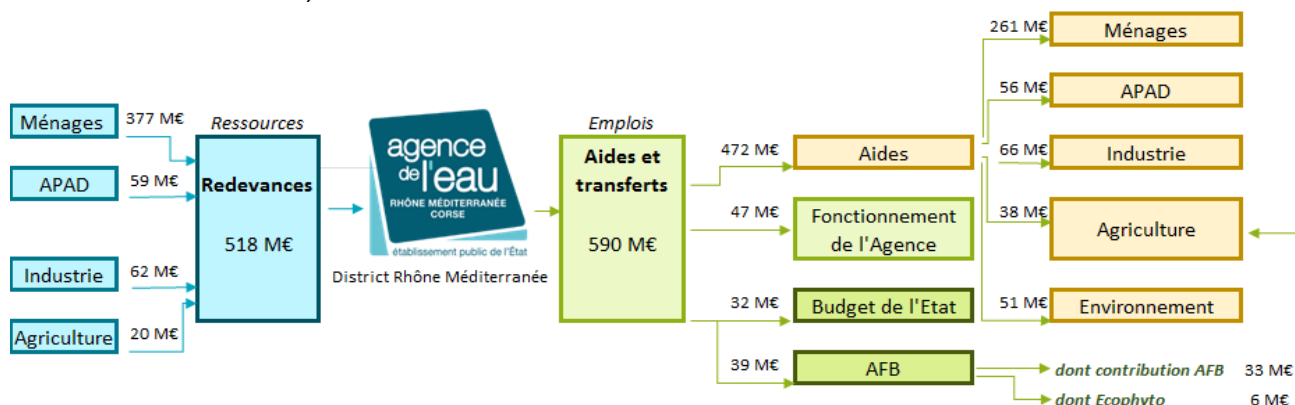 Ménages
377 M€
APAD
59 M€
Industrie
62 M€
Agriculture
20 M€
Ressources
Redevances
518 M€
agence
de l'eau
RHÔNE MÉDITERRANÉE
CORSE
établissement public de l'État
District Rhône Méditerranée
Emplois
Aides et
transferts
590 M€
472 M€
Aides
47 M€
Fonctionnement
de l'Agence
32 M€
Budget de l'Etat
39 M€
AFB
261 M€
Ménages
56 M€
APAD
66 M€
Industrie
38 M€
Agriculture
51 M€
Environnement
dont contribution AFB 33 M€
dont Ecophyto 6 M€